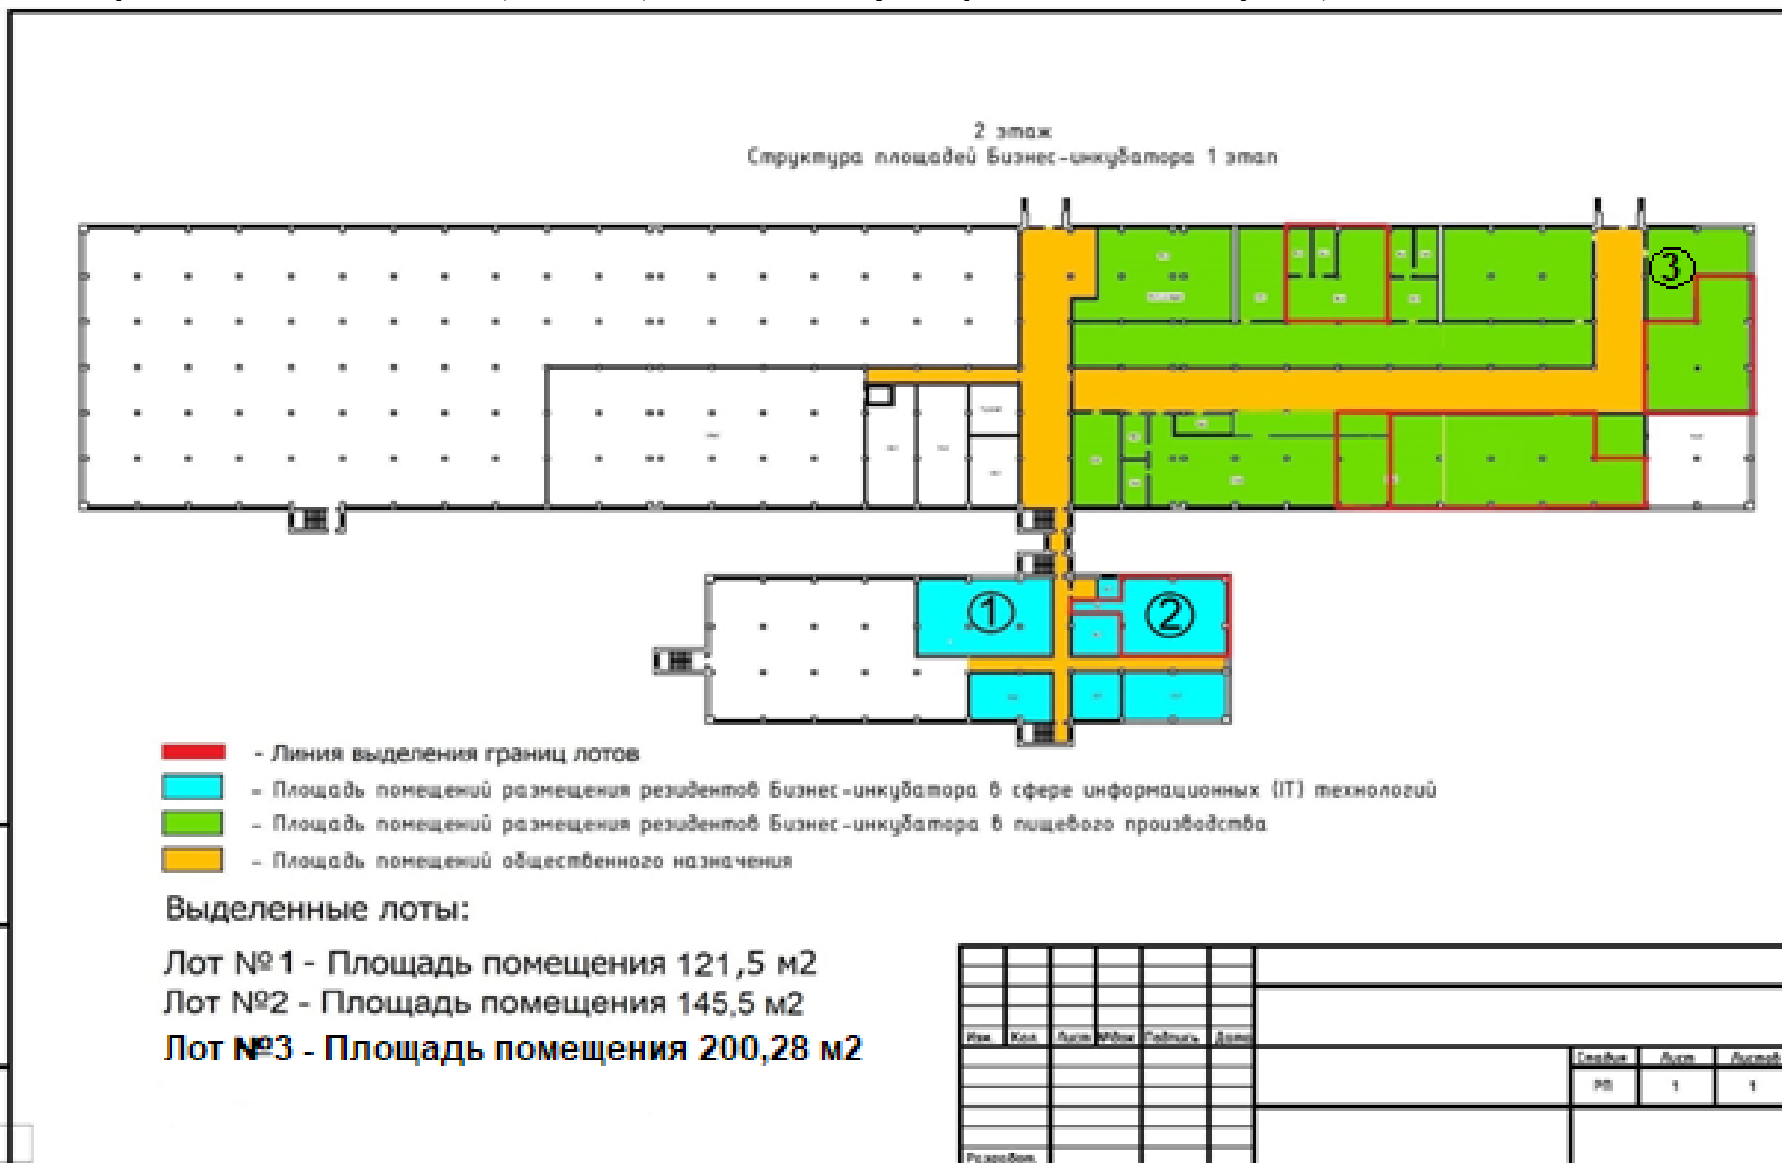 2 этаж
Структура площадей Бизнес-инкубатора 1 этап
3
1
2
- Линия выделения границ лотов
- Площадь помещений размещения резидентов Бизнес-инкубатора в сфере информационных (IT) технологий
- Площадь помещений размещения резидентов Бизнес-инкубатора в пищевого производства
- Площадь помещений общественного назначения
Выделенные лоты:
Лот №1 - Площадь помещения 121,5 м2
Лот №2 - Площадь помещения 145,5 м2
Лот №3 - Площадь помещения 200,28 м2
Изм. Кол. Лист №док Подпись Дата
Стадия Лист Листов
РП 1 1
Разработ.